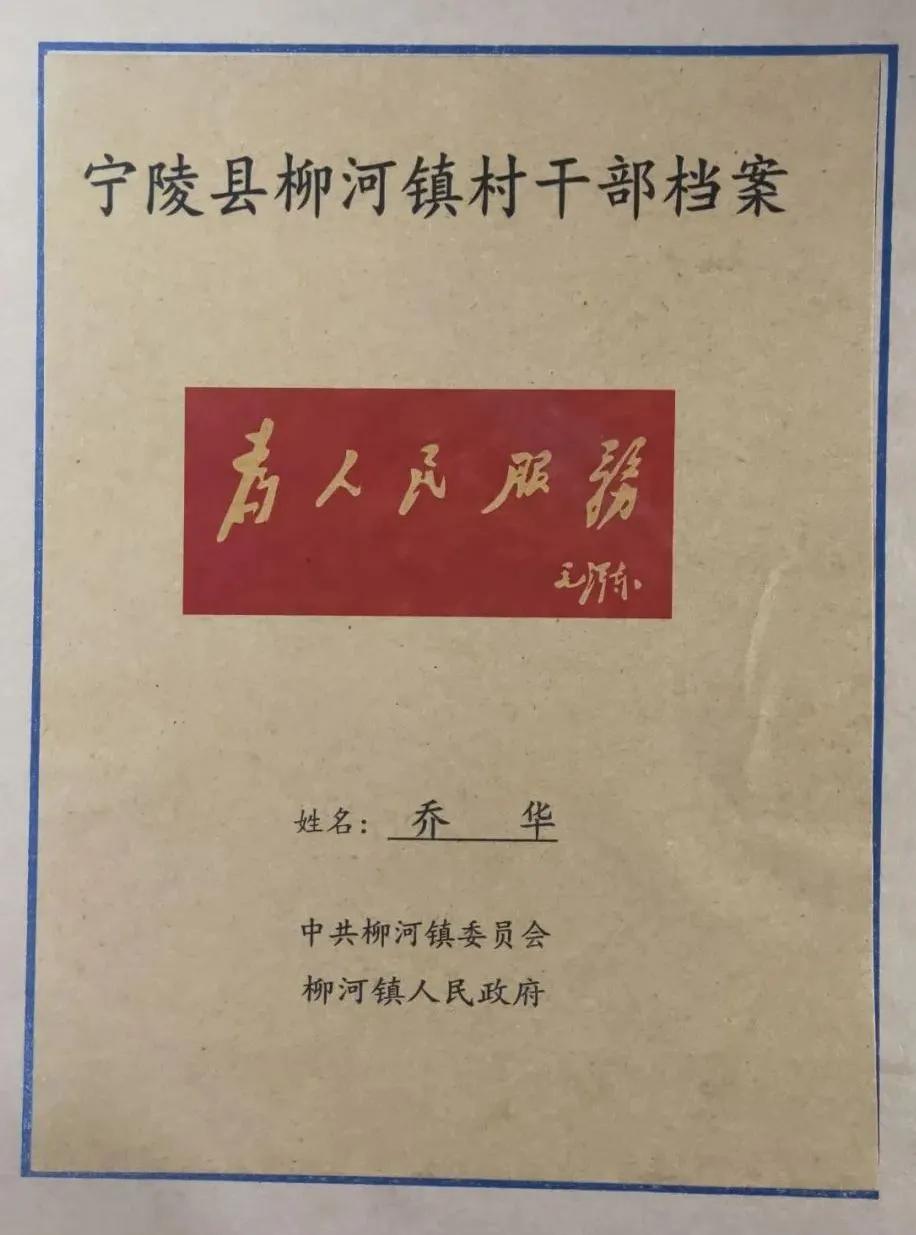 宁陵县柳河镇村干部档案
为人民服務
毛泽东
姓名：乔 华
中共柳河镇委员会
柳河镇人民政府